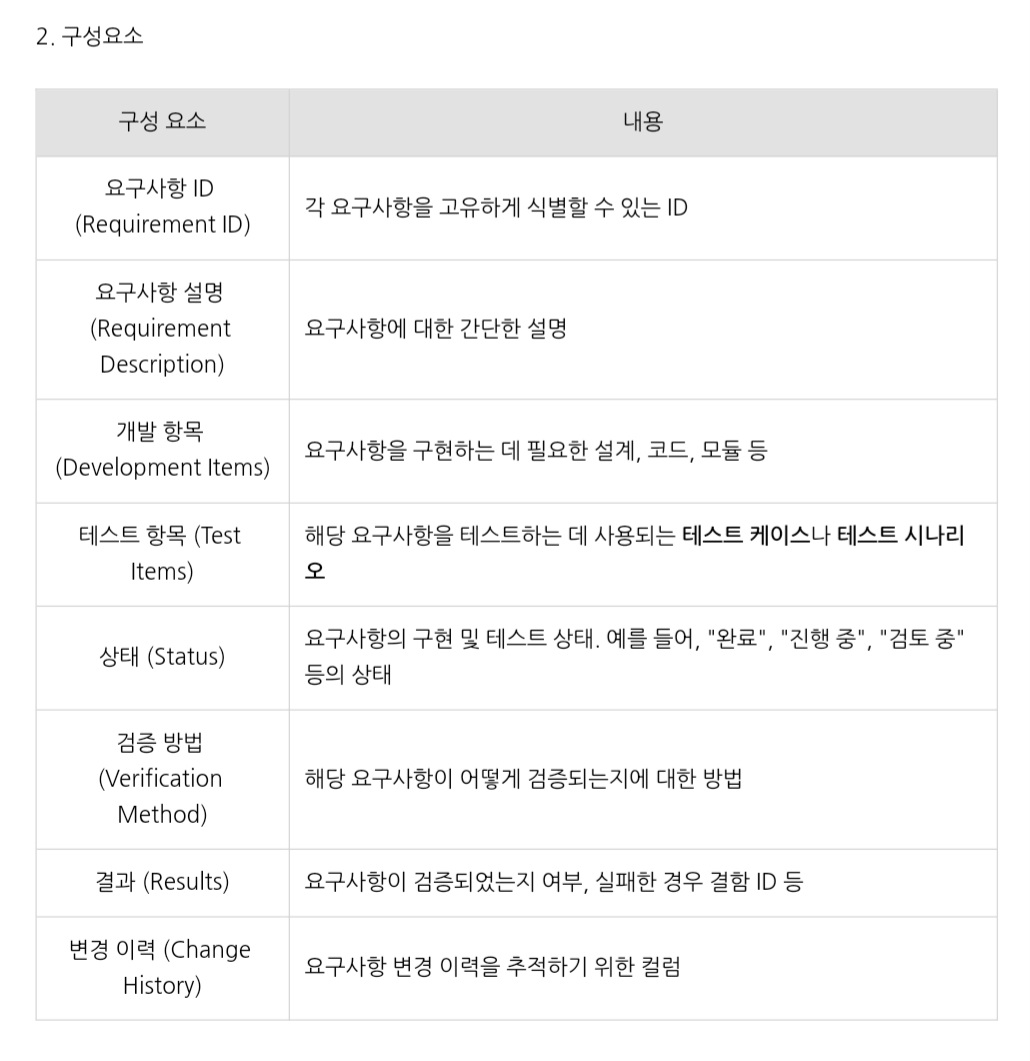 2. 구성요소
구성 요소
내용
요구사항 ID
(Requirement ID)
각 요구사항을 고유하게 식별할 수 있는 ID
요구사항 설명
(Requirement
Description)
요구사항에 대한 간단한 설명
개발 항목
(Development Items)
요구사항을 구현하는 데 필요한 설계, 코드, 모듈 등
테스트 항목 (Test
Items)
해당 요구사항을 테스트하는 데 사용되는 테스트 케이스나 테스트 시나리
오
상태 (Status)
요구사항의 구현 및 테스트 상태. 예를 들어, "완료", "진행 중", "검토 중"
등의 상태
검증 방법
(Verification
Method)
해당 요구사항이 어떻게 검증되는지에 대한 방법
결과 (Results)
요구사항이 검증되었는지 여부, 실패한 경우 결함 ID 등
변경 이력 (Change
History)
요구사항 변경 이력을 추적하기 위한 컬럼